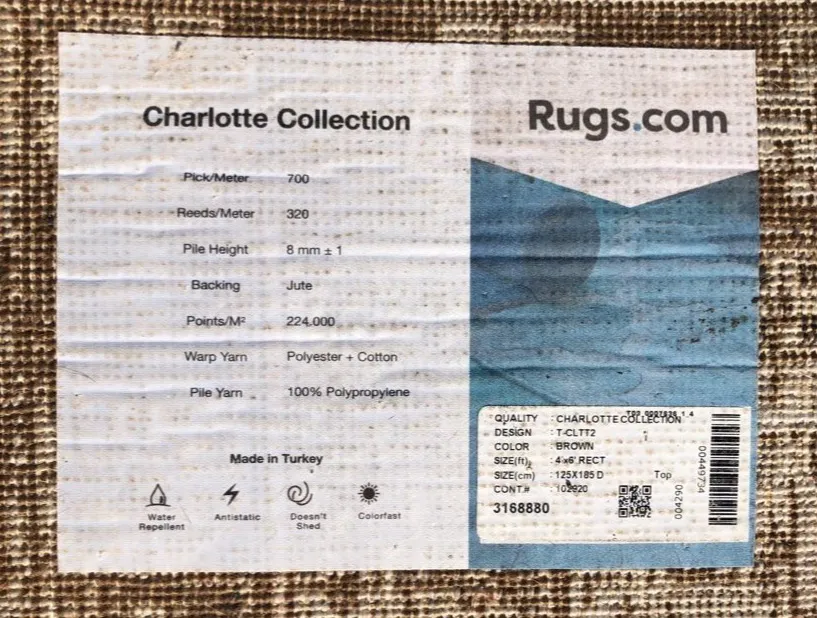 Charlotte Collection
Pick/Meter 700
Reeds/Meter 320
Pile Height 8 mm ± 1
Backing Jute
Points/M² 224.000
Warp Yarn Polyester + Cotton
Pile Yarn 100% Polypropylene
Made in Turkey
Water Repellent
Antistatic
Doesn't Shed
Colorfast
Rugs.com
QUALITY : CHARLOTTE COLLECTION
DESIGN : T-CLTT2
COLOR : BROWN
SIZE(ft) : 4'x6' RECT
SIZE(cm) : 125X185 D
Top
CONT.# : 102920
3168880
004290
00449734